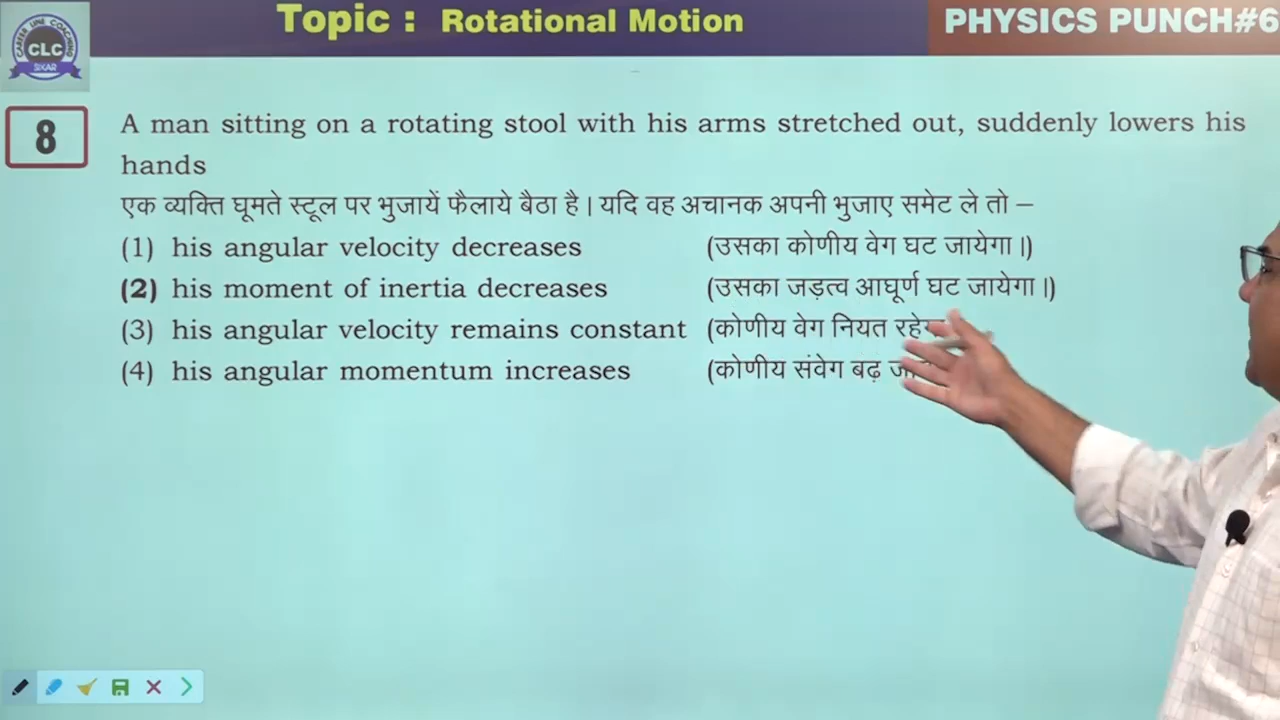 Topic : Rotational Motion
PHYSICS PUNCH#6
CAREER LINE COACHING
CLC
SIKAR
8
A man sitting on a rotating stool with his arms stretched out, suddenly lowers his
hands
एक व्यक्ति घूमते स्टूल पर भुजायें फैलाये बैठा है। यदि वह अचानक अपनी भुजाए समेट ले तो –
(1) his angular velocity decreases (उसका कोणीय वेग घट जायेगा।)
(2) his moment of inertia decreases (उसका जड़त्व आघूर्ण घट जायेगा।)
(3) his angular velocity remains constant (कोणीय वेग नियत
(4) his angular momentum increases (कोणीय संवेग बढ़